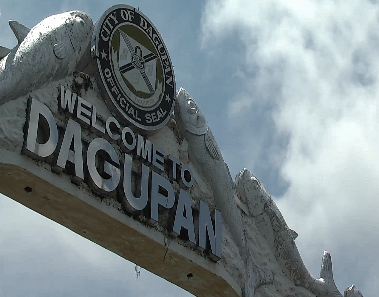 CITY OF DAGUPAN
OFFICIAL SEAL
WELCOME TO
DAGUPAN